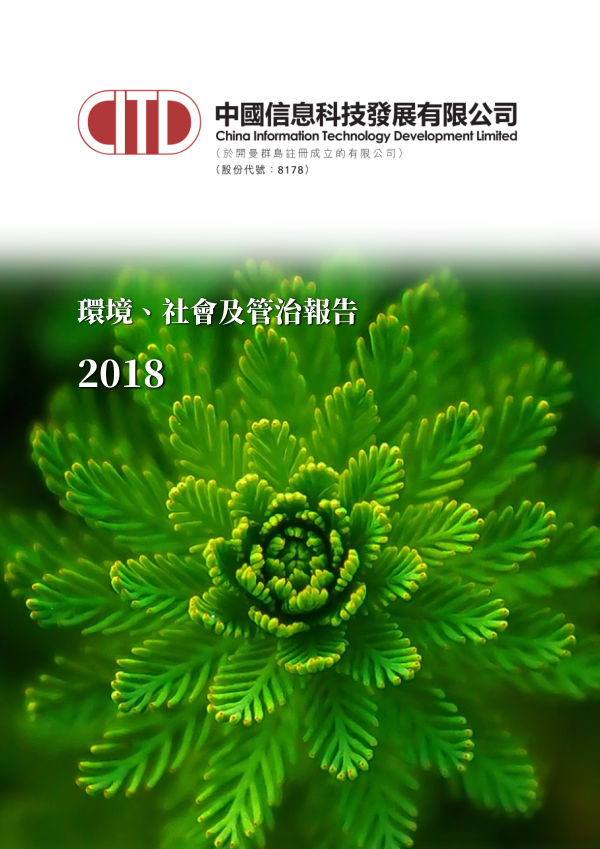 CITD
中國信息科技發展有限公司
China Information Technology Development Limited
（於開曼群島註冊成立的有限公司）
（股份代號：8178）
環境、社會及管治報告
2018